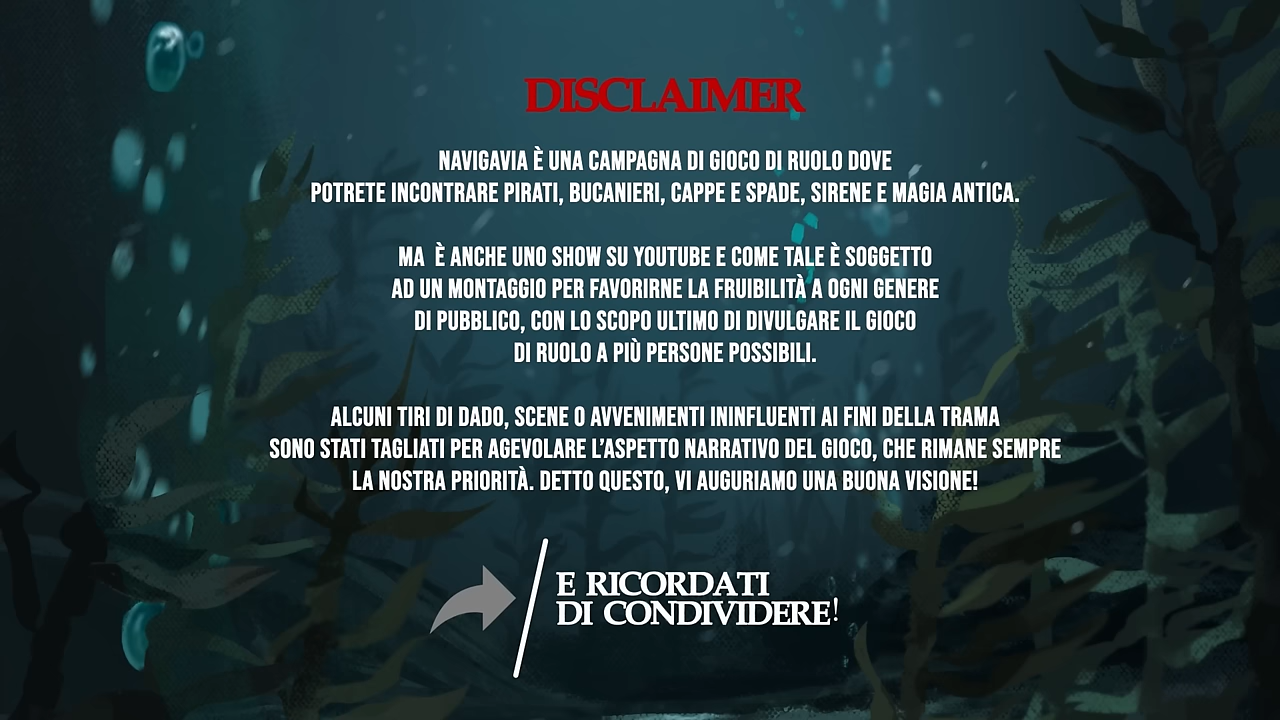 DISCLAIMER
NAVIGAVIA È UNA CAMPAGNA DI GIOCO DI RUOLO DOVE
POTRETE INCONTRARE PIRATI, BUCANIERI, CAPPE E SPADE, SIRENE E MAGIA ANTICA.
MA È ANCHE UNO SHOW SU YOUTUBE E COME TALE È SOGGETTO
AD UN MONTAGGIO PER FAVORIRNE LA FRUIBILITÀ A OGNI GENERE
DI PUBBLICO, CON LO SCOPO ULTIMO DI DIVULGARE IL GIOCO
DI RUOLO A PIÙ PERSONE POSSIBILI.
ALCUNI TIRI DI DADO, SCENE O AVVENIMENTI ININFLUENTI AI FINI DELLA TRAMA
SONO STATI TAGLIATI PER AGEVOLARE L'ASPETTO NARRATIVO DEL GIOCO, CHE RIMANE SEMPRE
LA NOSTRA PRIORITÀ. DETTO QUESTO, VI AUGURIAMO UNA BUONA VISIONE!
E RICORDATI
DI CONDIVIDERE!